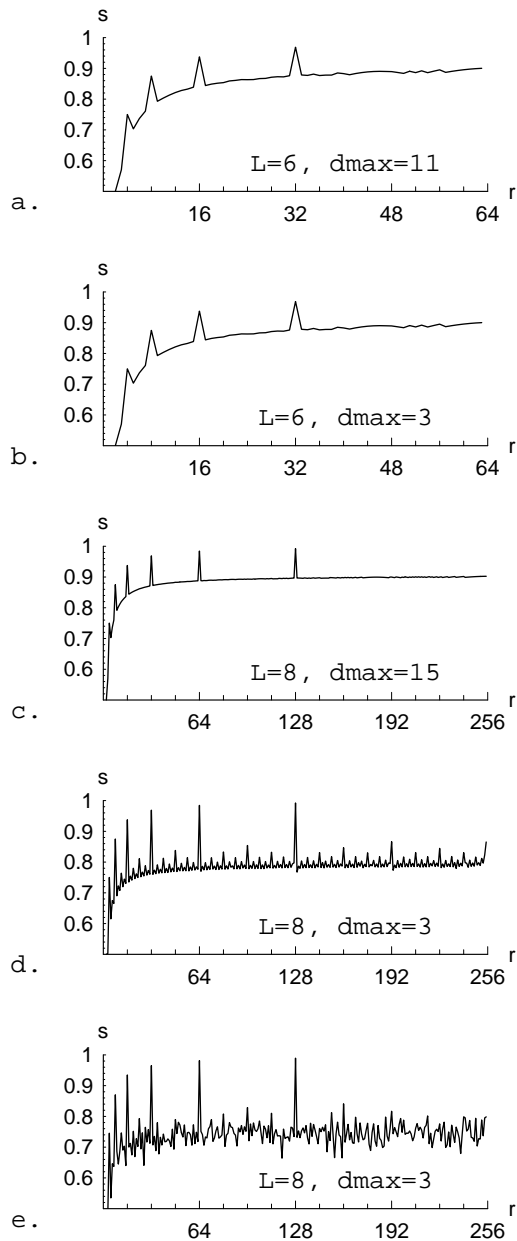 s
1
0.9
0.8
0.7
0.6
L=6, dmax=11
a.
16 32 48 64 r
s
1
0.9
0.8
0.7
0.6
L=6, dmax=3
b.
16 32 48 64 r
s
1
0.9
0.8
0.7
0.6
L=8, dmax=15
c.
64 128 192 256 r
s
1
0.9
0.8
0.7
0.6
L=8, dmax=3
d.
64 128 192 256 r
s
1
0.9
0.8
0.7
0.6
L=8, dmax=3
e.
64 128 192 256 r